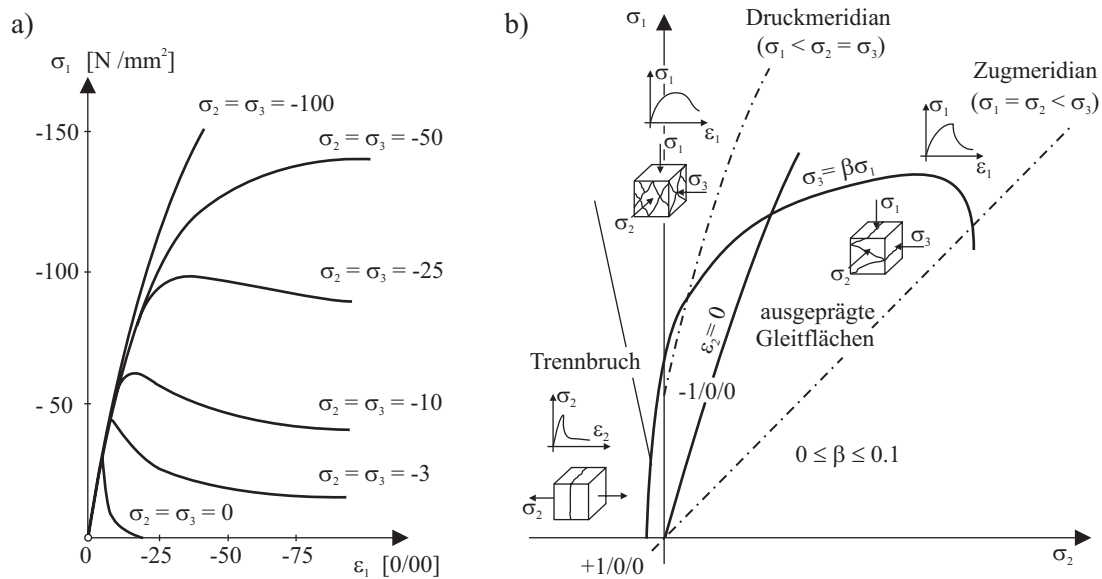 a)
σ₁ [N /mm²]
σ₂ = σ₃ = -100
σ₂ = σ₃ = -50
σ₂ = σ₃ = -25
σ₂ = σ₃ = -10
σ₂ = σ₃ = -3
σ₂ = σ₃ = 0
-150
-100
- 50
0
-25
-50
-75
ε₁ [0/00]
b)
σ₁
Druckmeridian
(σ₁ < σ₂ = σ₃)
Zugmeridian
(σ₁ = σ₂ < σ₃)
σ₁
ε₁
σ₁
σ₃
σ₂
σ₁
ε₁
σ₃= βσ₁
σ₁
σ₃
σ₂
ε₂= 0
ausgeprägte
Gleitflächen
Trennbruch
-1/0/0
σ₂
ε₂
σ₂
0 ≤ β ≤ 0.1
+1/0/0
σ₂